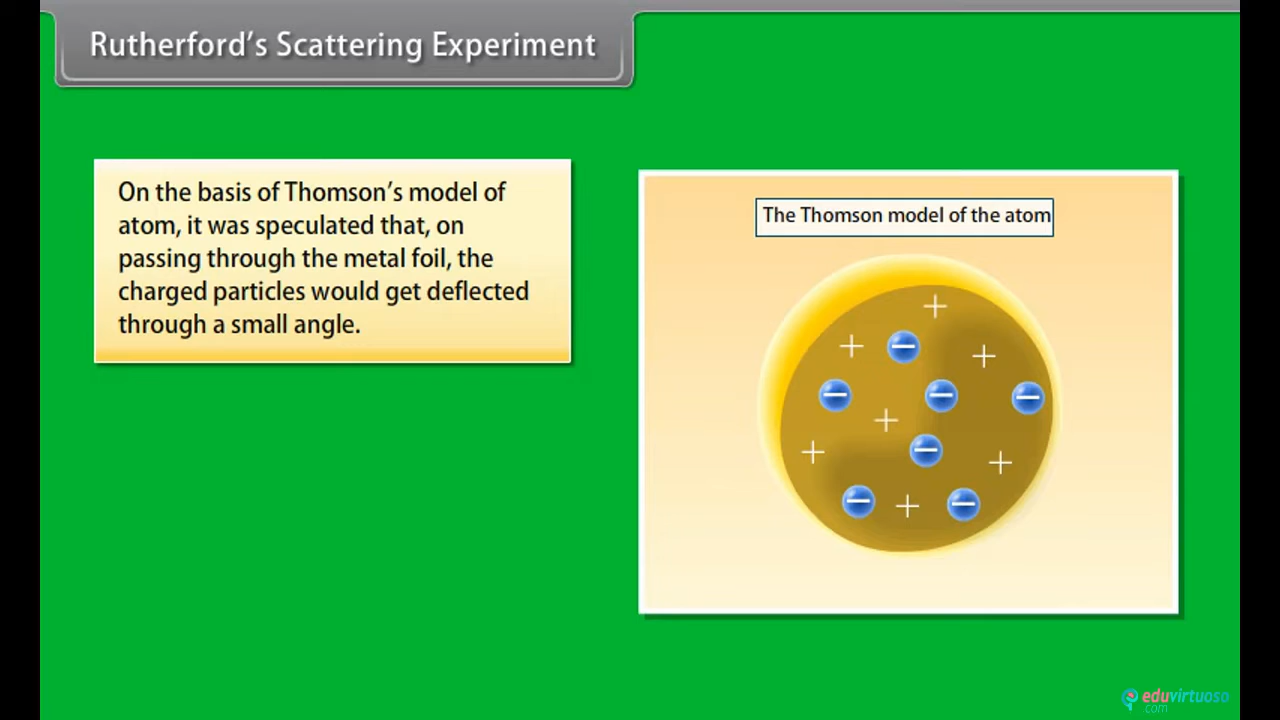 Rutherford's Scattering Experiment
On the basis of Thomson's model of
atom, it was speculated that, on
passing through the metal foil, the
charged particles would get deflected
through a small angle.
The Thomson model of the atom
+
+ − +
− − −
+
+ − +
− + −
eduvirtuoso
.com